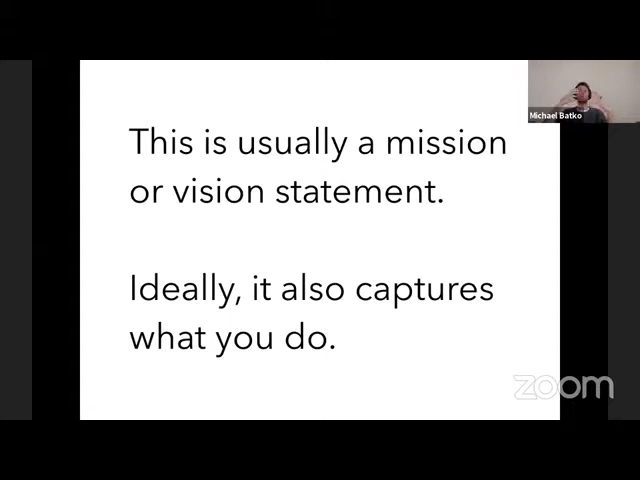 Michael Batko
This is usually a mission
or vision statement.
Ideally, it also captures
what you do.
zoom